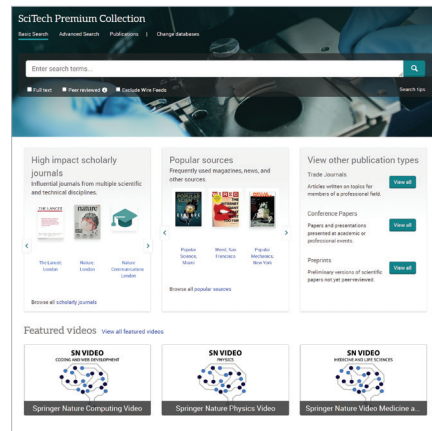 SciTech Premium Collection
Basic Search Advanced Search Publications | Change databases
Enter search terms...
Full text Peer reviewed Exclude Wire Feeds
Search tips
High impact scholarly
journals
Influential journals from multiple scientific
and technical disciplines.
THE LANCET
nature
The Lancet;
London
Nature;
London
Nature
Communications;
London
Browse all scholarly journals
Popular sources
Frequently used magazines, news, and
other sources.
POPULAR
SCIENCE
WIRED
Popular
Science;
Miami
Wired; San
Francisco
Popular
Mechanics;
New York
Browse all popular sources
View other publication types
Trade Journals
Articles written on topics for
members of a professional field.
View all
Conference Papers
Papers and presentations
presented at academic or
professional events.
View all
Preprints
Preliminary versions of scientific
papers not yet peer-reviewed.
View all
Featured videos View all featured videos
SN VIDEO
CODING AND WEB DEVELOPMENT
Springer Nature Computing Video
SN VIDEO
PHYSICS
Springer Nature Physics Video
SN VIDEO
MEDICINE AND LIFE SCIENCES
Springer Nature Video Medicine a...